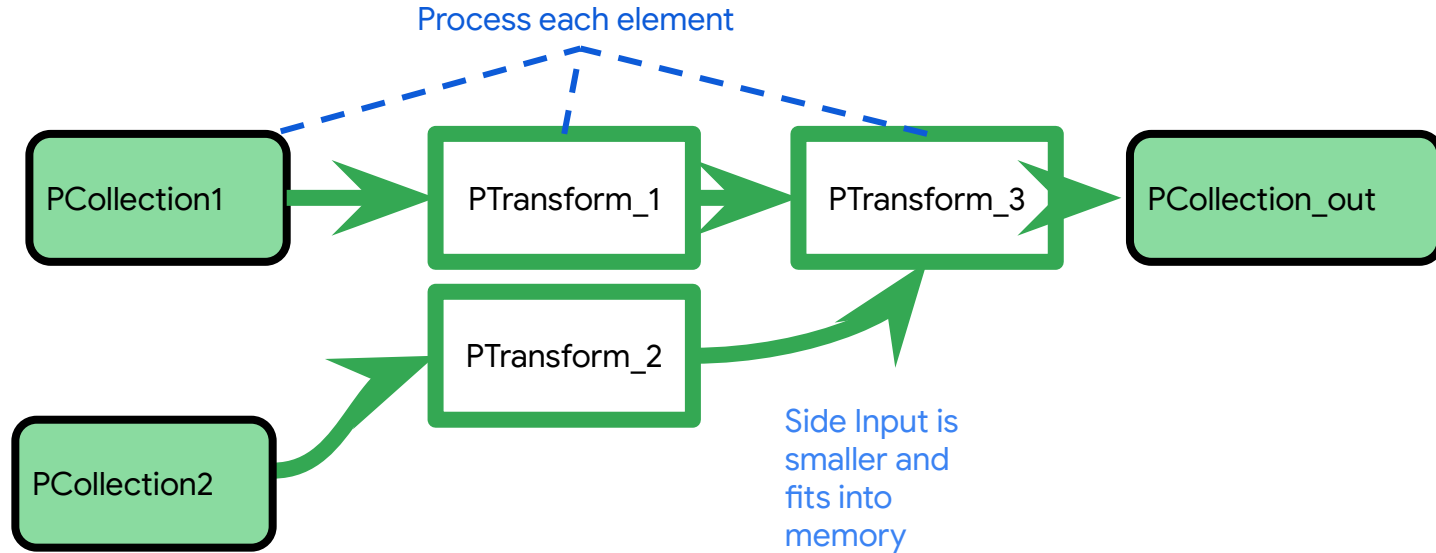 Process each element
PCollection1
PTransform_1
PTransform_3
PCollection_out
PTransform_2
PCollection2
Side Input is
smaller and
fits into
memory